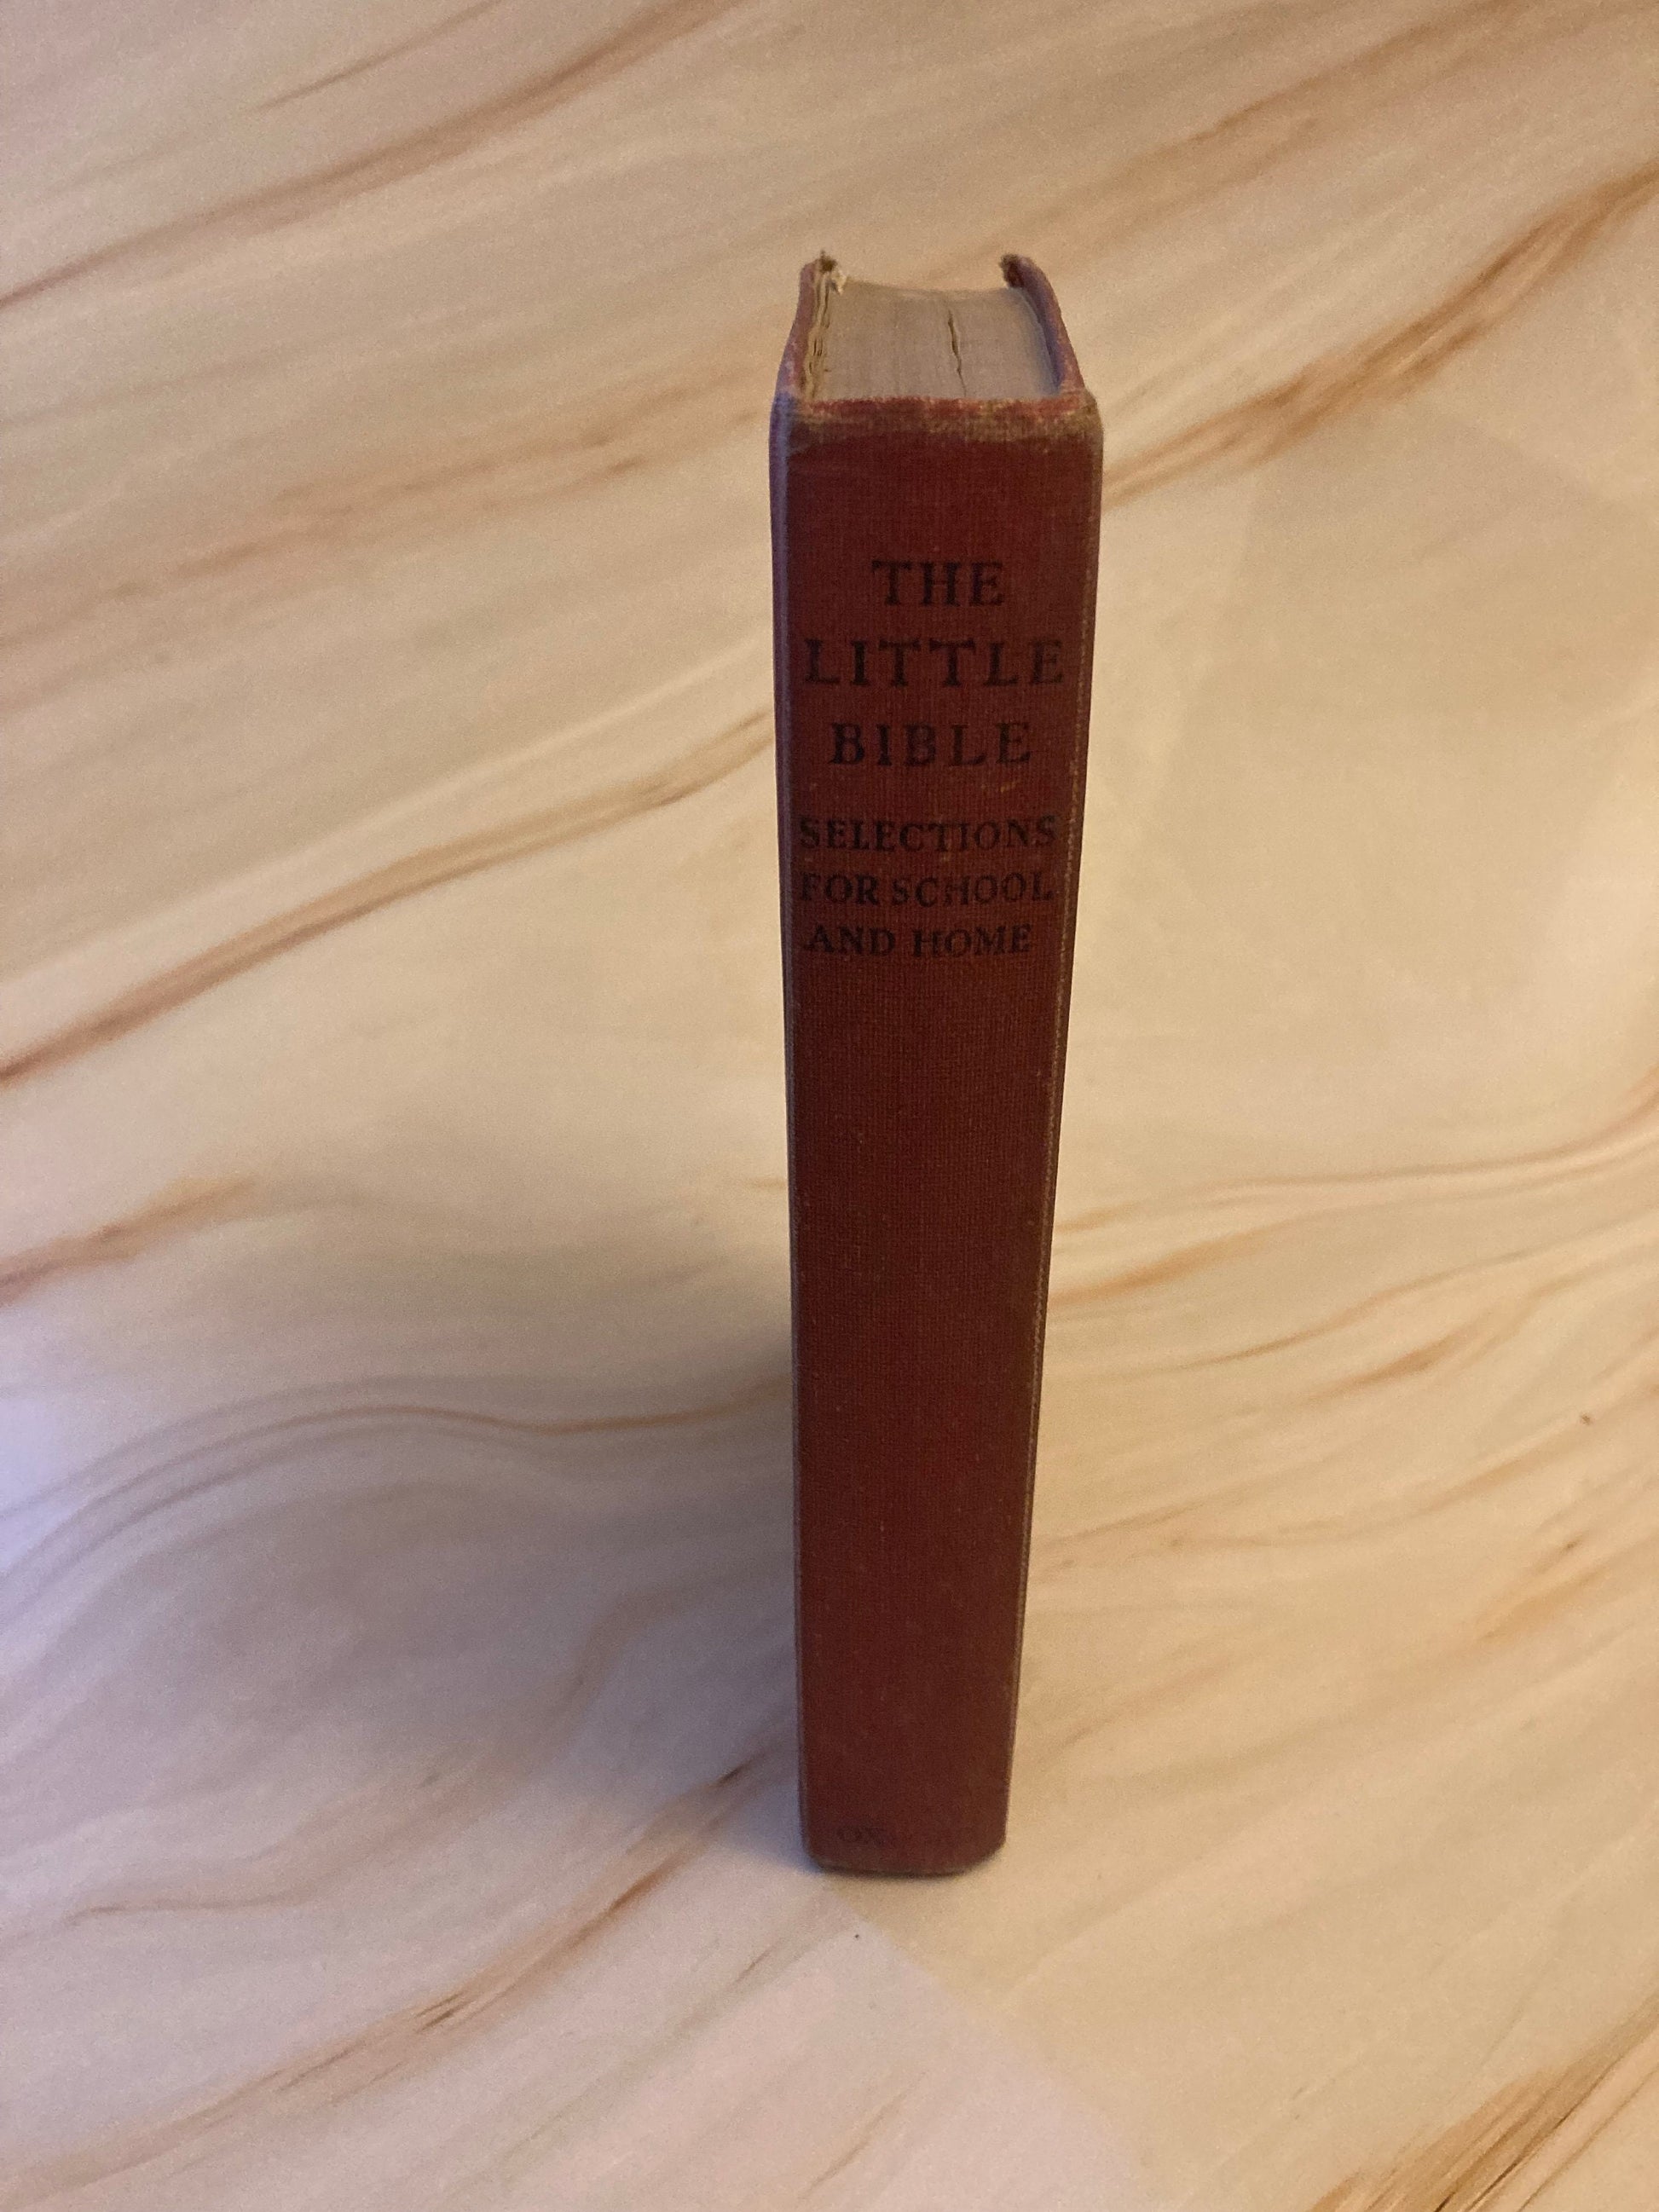 THE
LITTLE
BIBLE
SELECTIONS
FOR SCHOOL
AND HOME